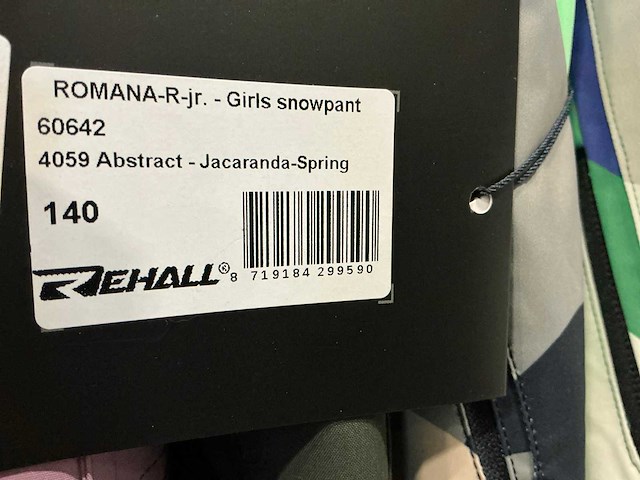 ROMANA-R-jr. - Girls snowpant
60642
4059 Abstract - Jacaranda-Spring
140
REHALL®
8 719184 299590